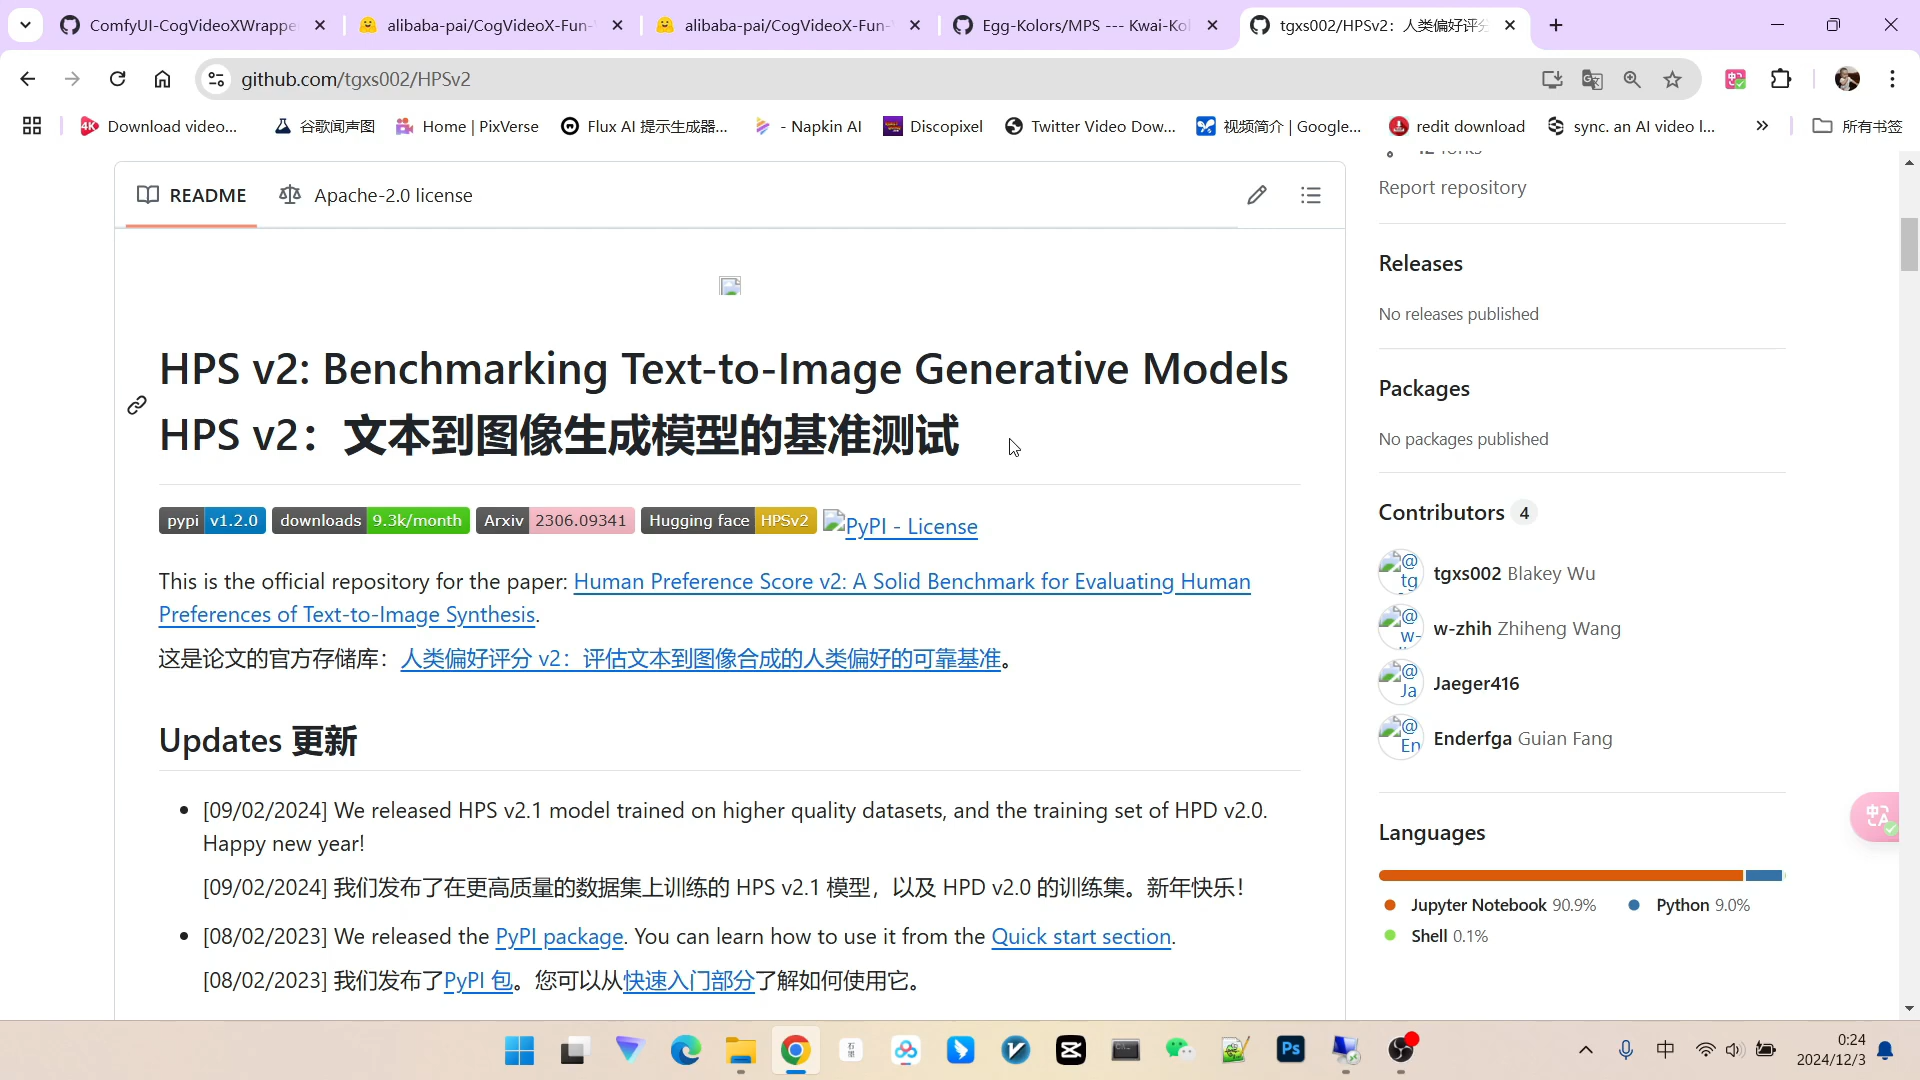 ComfyUI-CogVideoXWrappe
alibaba-pai/CogVideoX-Fun-
alibaba-pai/CogVideoX-Fun-
Egg-Kolors/MPS --- Kwai-Kol
tgxs002/HPSv2：人类偏好评分
github.com/tgxs002/HPSv2
Download video...
谷歌闻声图
Home | PixVerse
Flux AI 提示生成器...
- Napkin AI
Discopixel
Twitter Video Dow...
视频简介 | Google...
redit download
sync. an AI video l...
所有书签
README
Apache-2.0 license
HPS v2: Benchmarking Text-to-Image Generative Models
HPS v2：文本到图像生成模型的基准测试
pypi v1.2.0
downloads 9.3k/month
Arxiv 2306.09341
Hugging face HPSv2
PyPI - License
This is the official repository for the paper: Human Preference Score v2: A Solid Benchmark for Evaluating Human
Preferences of Text-to-Image Synthesis.
这是论文的官方存储库：人类偏好评分 v2：评估文本到图像合成的人类偏好的可靠基准。
Updates 更新
[09/02/2024] We released HPS v2.1 model trained on higher quality datasets, and the training set of HPD v2.0.
Happy new year!
[09/02/2024] 我们发布了在更高质量的数据集上训练的 HPS v2.1 模型，以及 HPD v2.0 的训练集。新年快乐！
[08/02/2023] We released the PyPI package. You can learn how to use it from the Quick start section.
[08/02/2023] 我们发布了PyPI 包。您可以从快速入门部分了解如何使用它。
Report repository
Releases
No releases published
Packages
No packages published
Contributors 4
@tg
tgxs002 Blakey Wu
@w-
w-zhih Zhiheng Wang
@Ja
Jaeger416
@En
Enderfga Guian Fang
Languages
Jupyter Notebook 90.9%
Python 9.0%
Shell 0.1%
Ps
中
0:24
2024/12/3